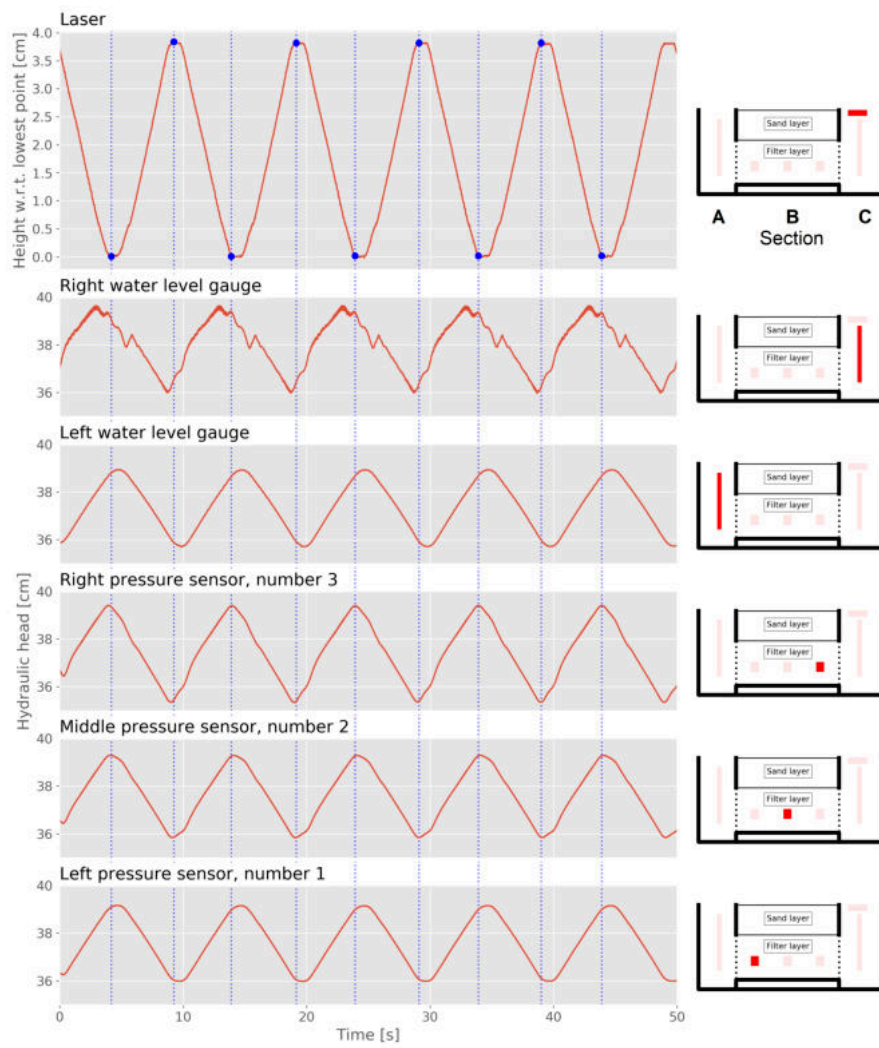 Laser
4.0
3.5
3.0
2.5
2.0
1.5
1.0
0.5
0.0
Height w.r.t. lowest point [cm]
Sand layer
Filter layer
A B C
Section
Right water level gauge
40
38
36
Sand layer
Filter layer
Left water level gauge
40
38
36
Sand layer
Filter layer
Right pressure sensor, number 3
40
38
36
Hydraulic head [cm]
Sand layer
Filter layer
Middle pressure sensor, number 2
40
38
36
Sand layer
Filter layer
Left pressure sensor, number 1
40
38
36
Sand layer
Filter layer
0 10 20 30 40 50
Time [s]